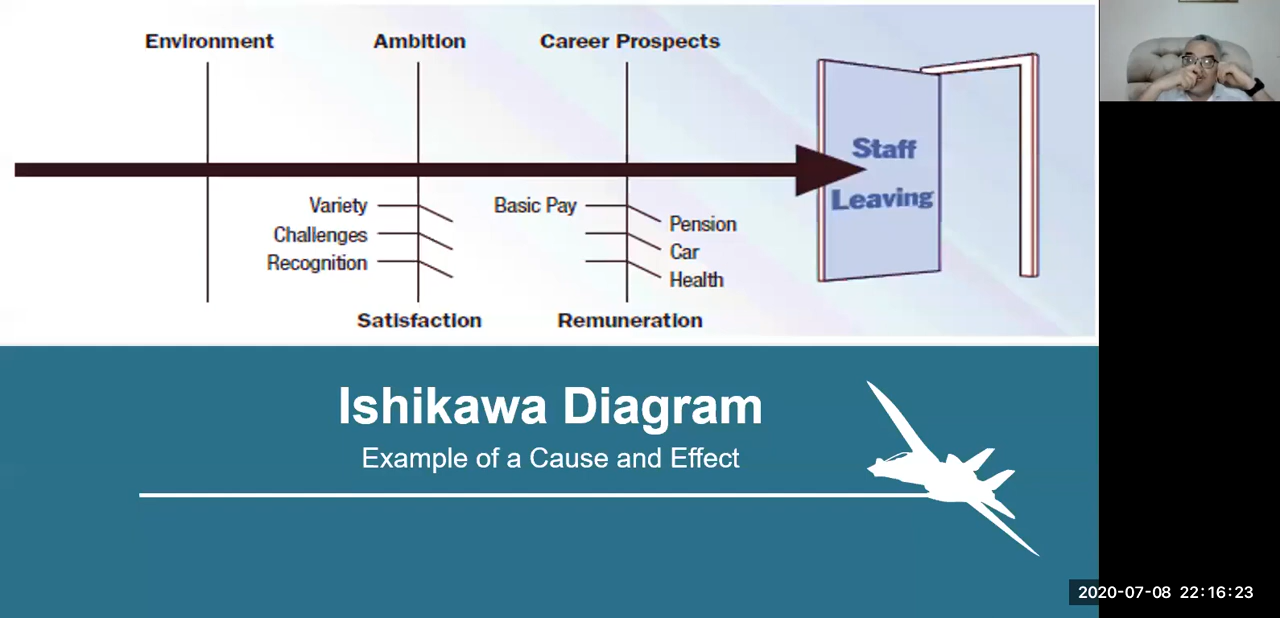 Environment
Ambition
Career Prospects
Staff
Leaving
Variety
Challenges
Recognition
Basic Pay
Pension
Car
Health
Satisfaction
Remuneration
Ishikawa Diagram
Example of a Cause and Effect
2020-07-08 22:16:23